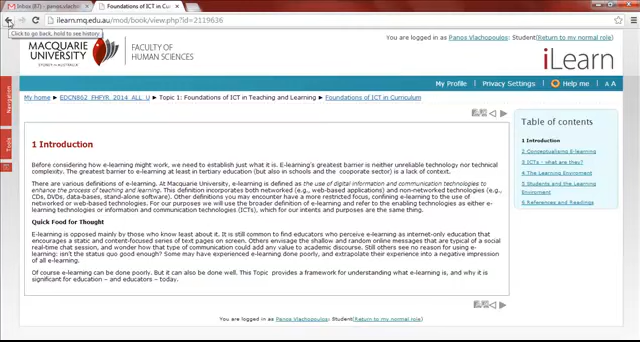 Inbox (87) - panos.vlacho
Foundations of ICT in Curri
ilearn.mq.edu.au/mod/book/view.php?id=2119636
Click to go back, hold to see history
MACQUARIE
UNIVERSITY
FACULTY OF
HUMAN SCIENCES
You are logged in as Panos Vlachopoulos: Student(Return to my normal role)
iLearn
My Profile
Privacy Settings
Help me
A A
Navigation
Tools
My home ► EDCN862_FHFYR_2014_ALL_U ► Topic 1: Foundations of ICT in Teaching and Learning ► Foundations of ICT in Curriculum
1 Introduction
Before considering how e-learning might work, we need to establish just what it is. E-learning's greatest barrier is neither unreliable technology nor technical
complexity. The greatest barrier to e-learning at least in tertiary education (but also in schools and the corporate sector) is a lack of context.
There are various definitions of e-learning. At Macquarie University, e-learning is defined as the use of digital information and communication technologies to
enhance the process of teaching and learning. This definition incorporates both networked (e.g., web-based applications) and non-networked technologies (e.g.,
CDs, DVDs, data-bases, stand-alone software). Other definitions you may encounter have a more restricted focus, confining e-learning to the use of
networked or web-based technologies. For our purposes we will use the broader definition of e-learning and refer to the enabling technologies as either e-
learning technologies or information and communication technologies (ICTs), which for our intents and purposes are the same thing.
Quick Food for Thought
E-learning is opposed mainly by those who know least about it. It is still common to find educators who perceive e-learning as internet-only education that
encourages a static and content-focused series of text pages on screen. Others envisage the shallow and random online messages that are typical of a social
real-time chat session, and wonder how that type of communication could add any value to academic discourse. Still others see no reason for using e-
learning: isn't the status quo good enough? Some may have experienced e-learning done poorly, and extrapolate their experience into a negative impression
of all e-learning.
Of course e-learning can be done poorly. But it can also be done well. This Topic provides a framework for understanding what e-learning is, and why it is
significant for education – and educators – today.
Table of contents
1 Introduction
2 Conceptualising E-learning
3 ICTs - what are they?
4 The Learning Enviroment
5 Students and the Learning
Enviroment
6 References and Readings
You are logged in as Panos Vlachopoulos: Student(Return to my normal role)